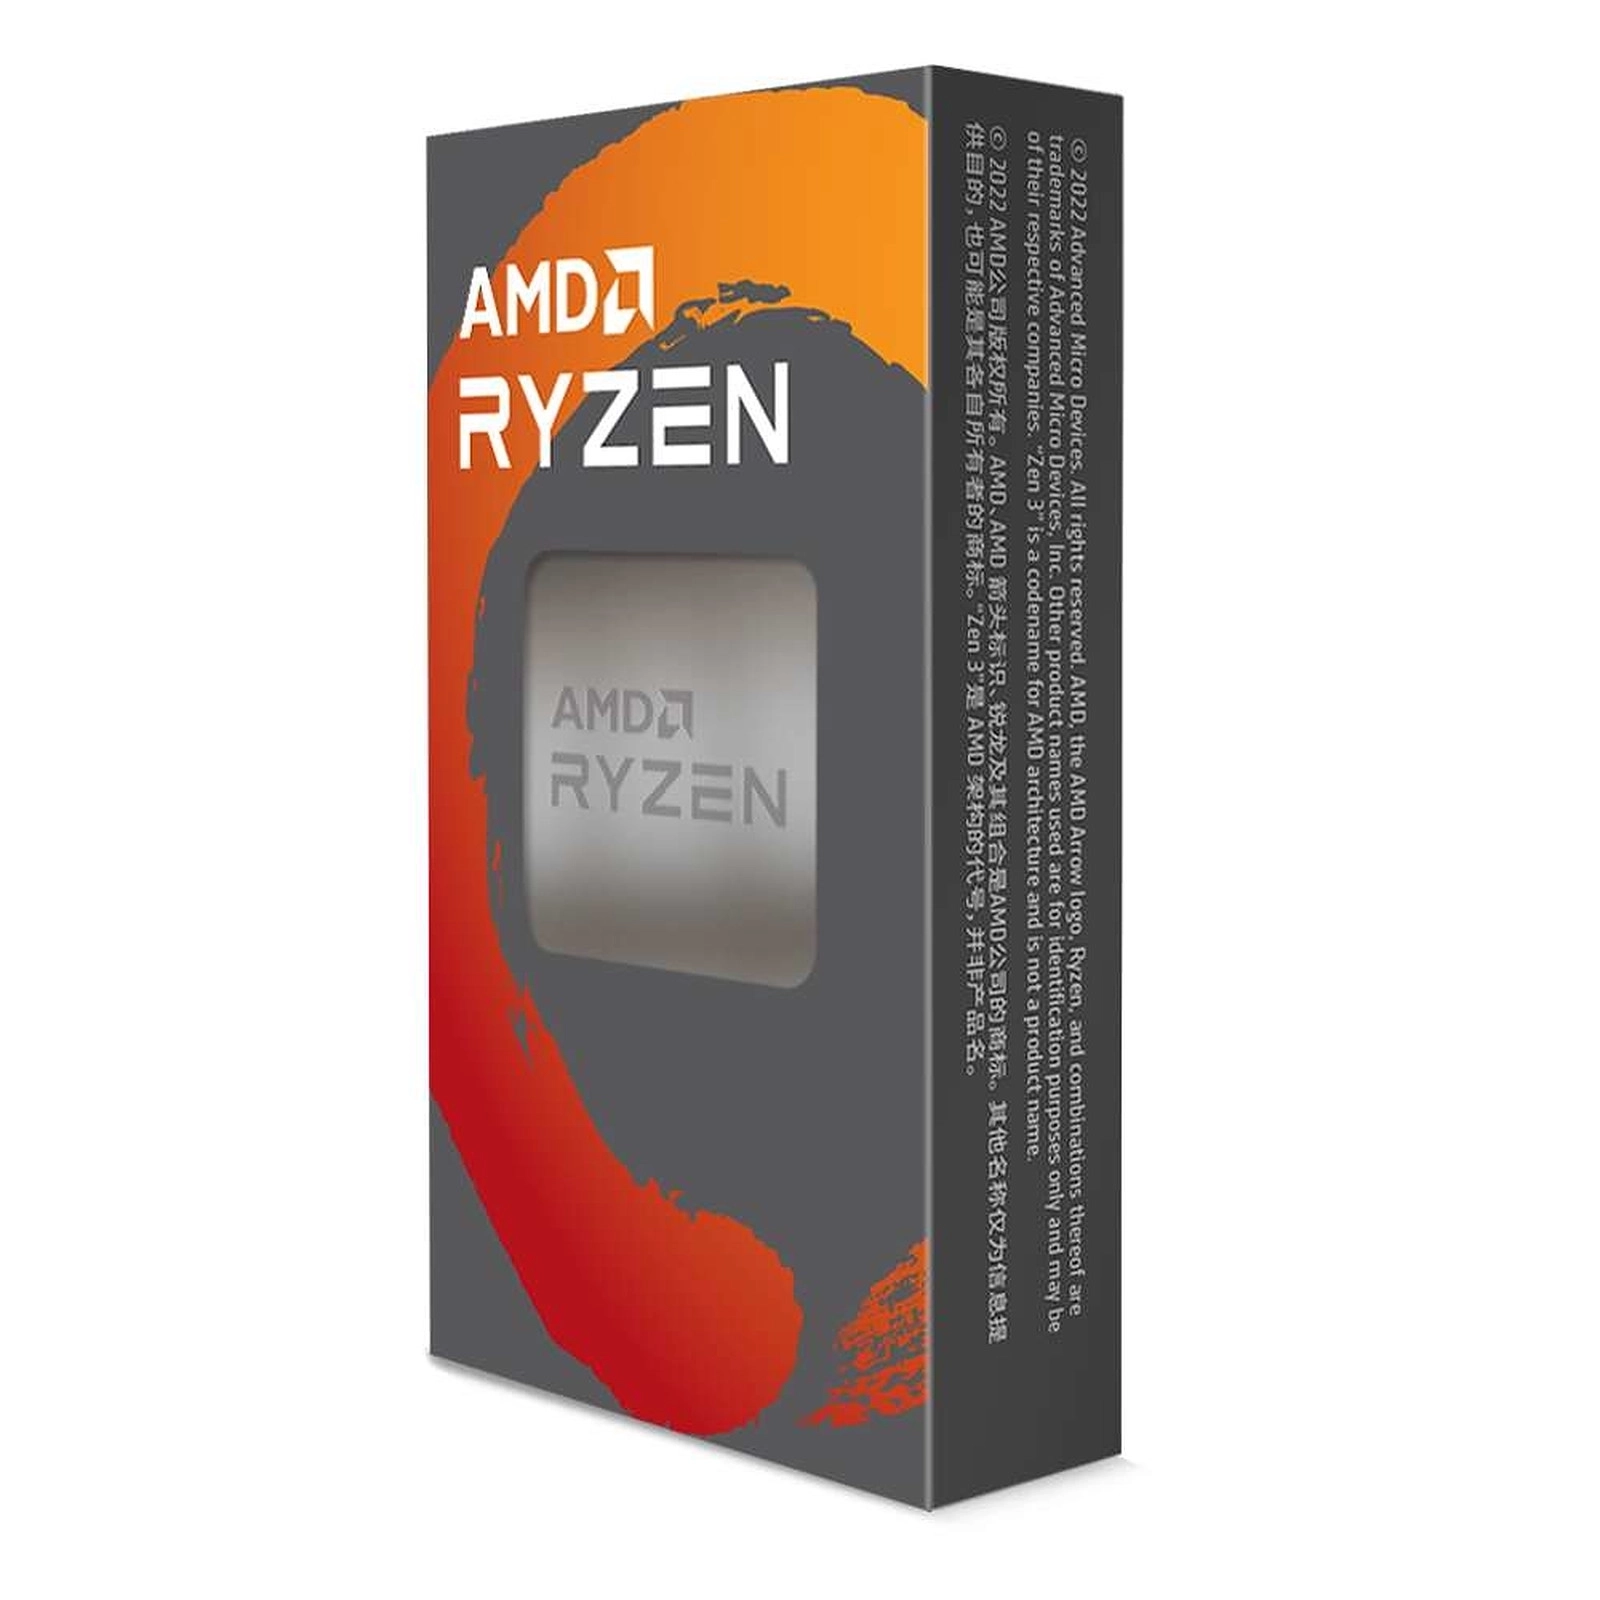 AMD
RYZEN
AMD
RYZEN
© 2022 Advanced Micro Devices. All rights reserved. AMD, the AMD Arrow logo, Ryzen, and combinations thereof are
trademarks of Advanced Micro Devices, Inc. Other product names used are for identification purposes only and may be
of their respective companies. "Zen 3" is a codename for AMD architecture and is not a product name.
© 2022 AMD公司版权所有。AMD、AMD 箭头标识、锐龙及其组合是AMD公司的商标。其他名称仅为信息提
供目的,也可能是其各自所有者的商标。"Zen 3"是 AMD 架构的代号,并非产品名。